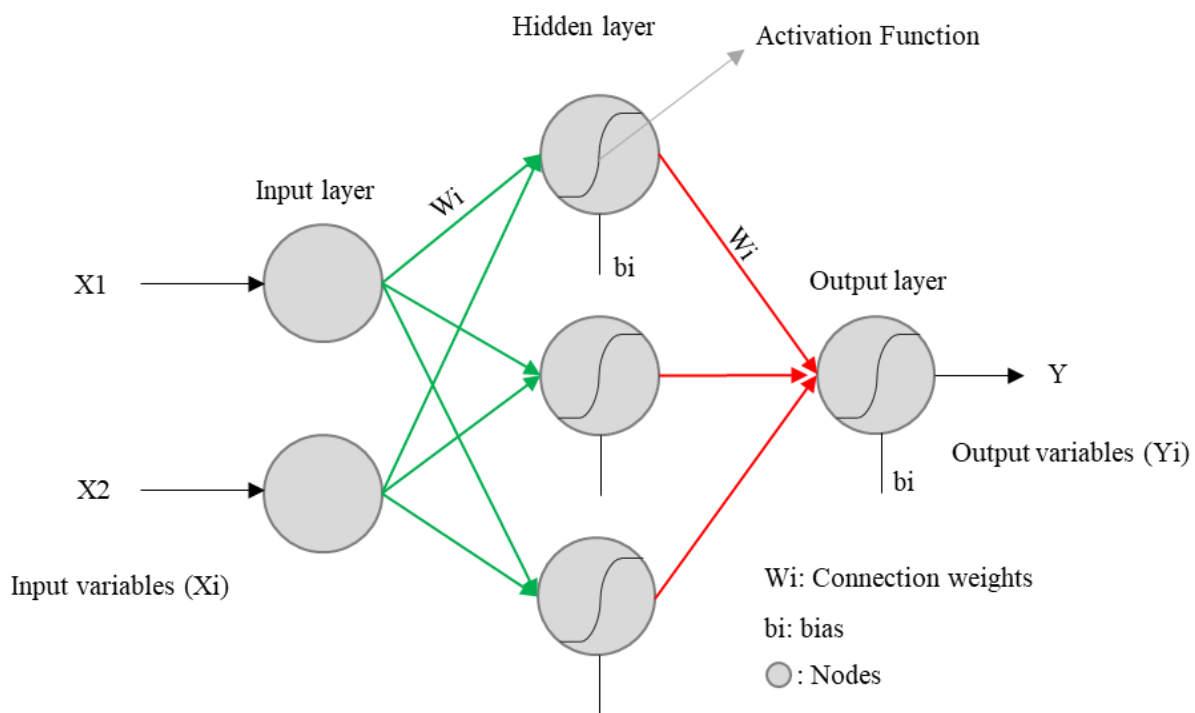 Hidden layer
Activation Function
Input layer
Wi
Wi
bi
X1
Output layer
Y
X2
bi
Output variables (Yi)
Input variables (Xi)
Wi: Connection weights
bi: bias
: Nodes